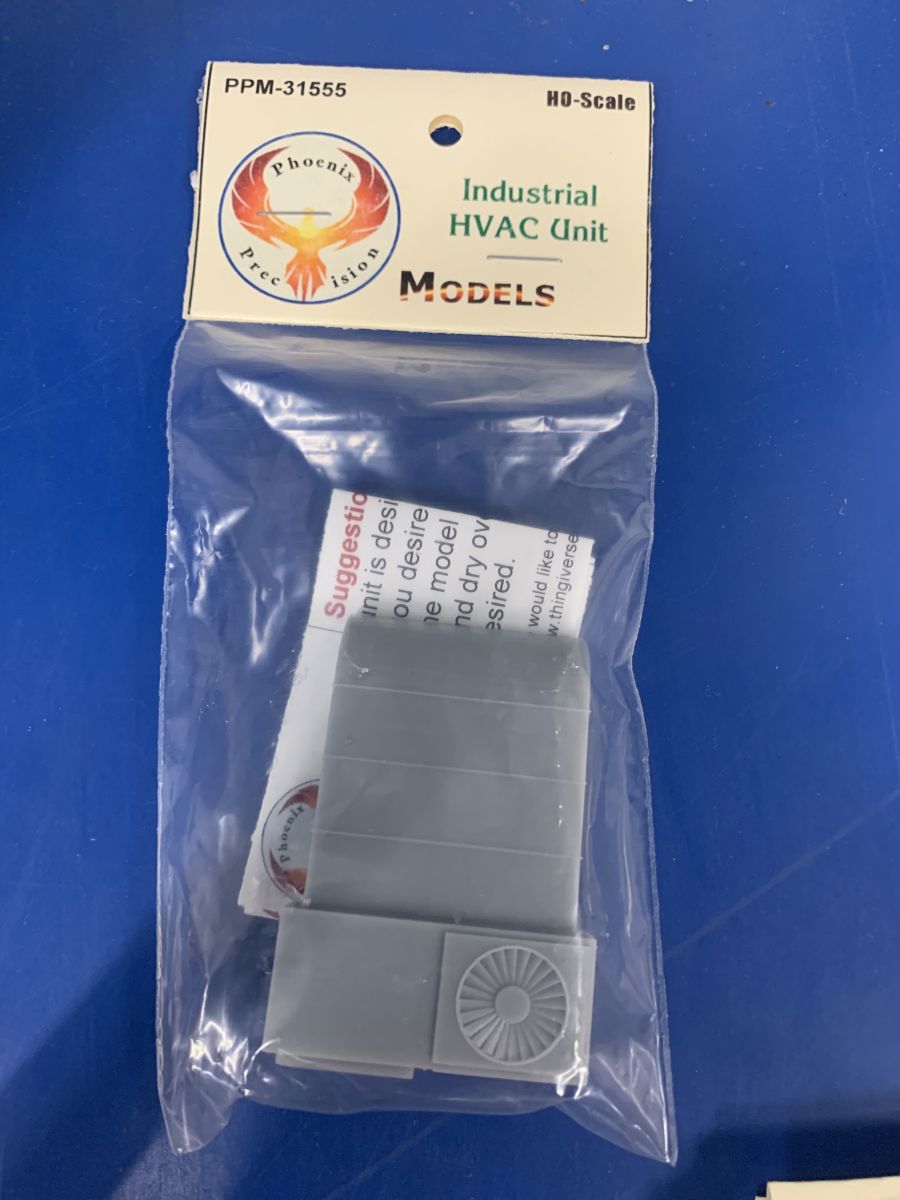 PPM-31555
HO-Scale
Phoenix
Precision
Industrial
HVAC Unit
MODELS
Suggestio
unit is desi
ou desire
he model
nd dry ov
esired.
would like to
w.thingiverse
Phoenix